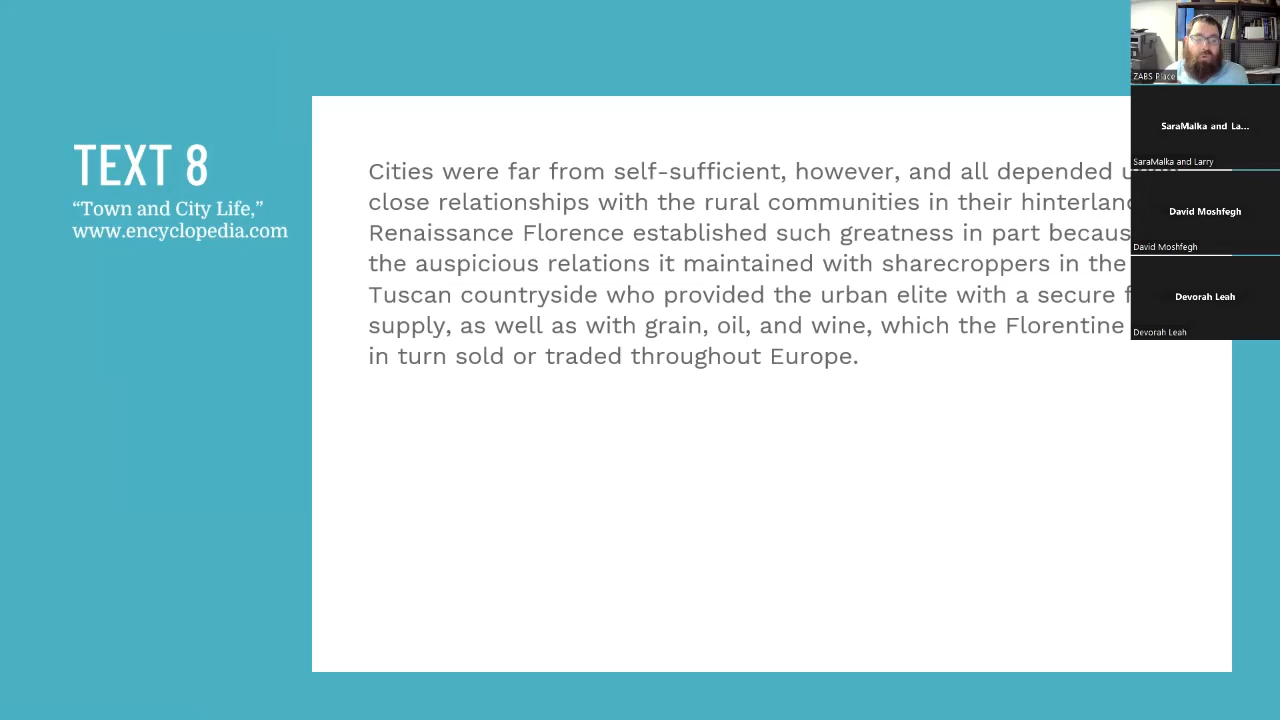 TEXT 8
“Town and City Life,”
www.encyclopedia.com
Cities were far from self-sufficient, however, and all depended
close relationships with the rural communities in their
Renaissance Florence established such greatness in part
the auspicious relations it maintained with sharecroppers in the
Tuscan countryside who provided the urban elite with a secure
supply, as well as with grain, oil, and wine, which the Florentine
in turn sold or traded throughout Europe.
ZABS Place
SaraMalka and La...
SaraMalka and Larry
David Moshfegh
David Moshfegh
Devorah Leah
Devorah Leah